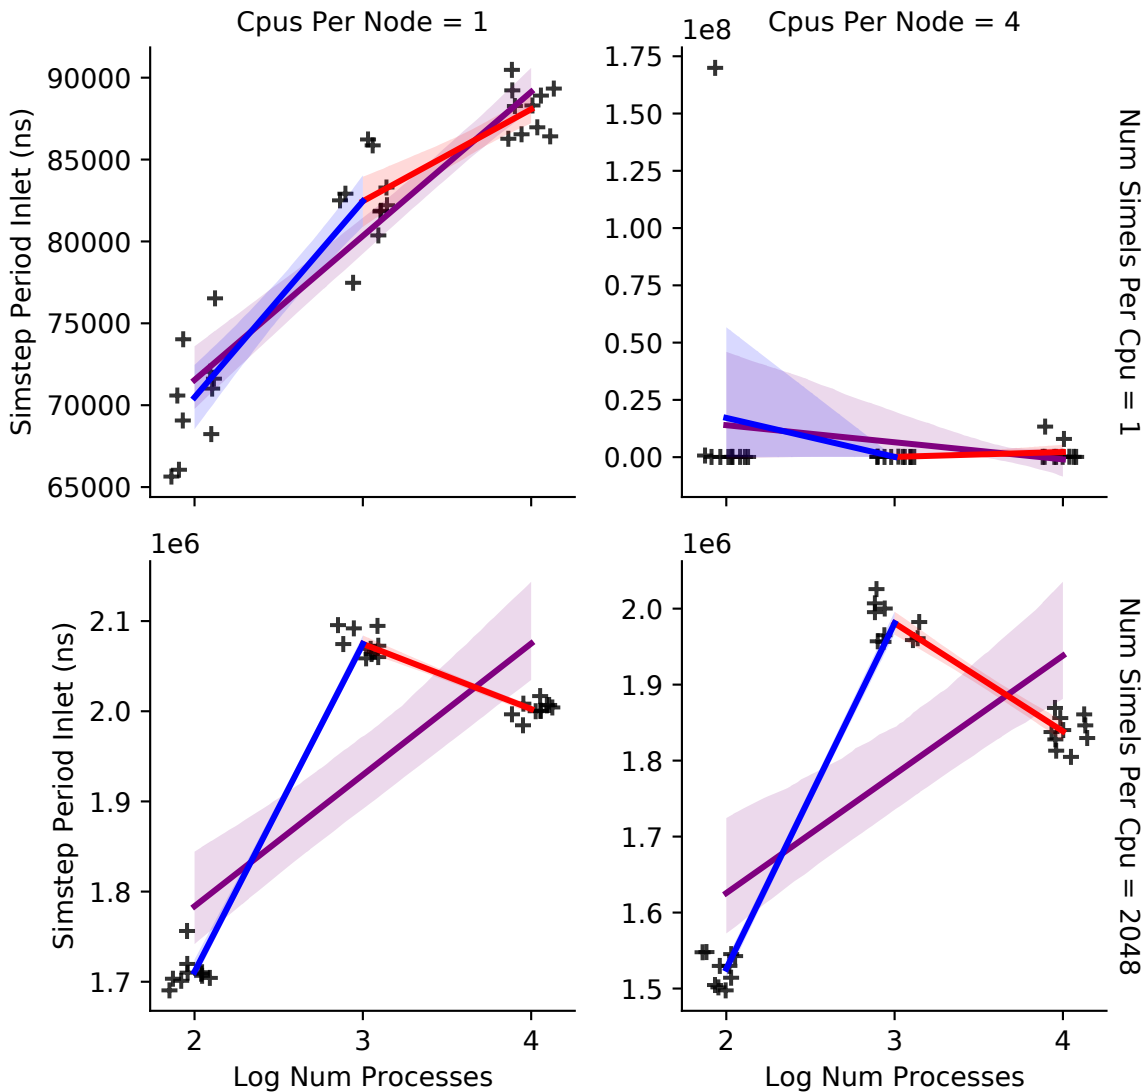 Cpus Per Node = 1
Cpus Per Node = 4
1e8
90000
85000
80000
75000
70000
65000
Simstep Period Inlet (ns)
1.75
1.50
1.25
1.00
0.75
0.50
0.25
0.00
Num Simels Per Cpu = 1
1e6
2.1
2.0
1.9
1.8
1.7
Simstep Period Inlet (ns)
2
3
4
Log Num Processes
1e6
2.0
1.9
1.8
1.7
1.6
1.5
2
3
4
Log Num Processes
Num Simels Per Cpu = 2048